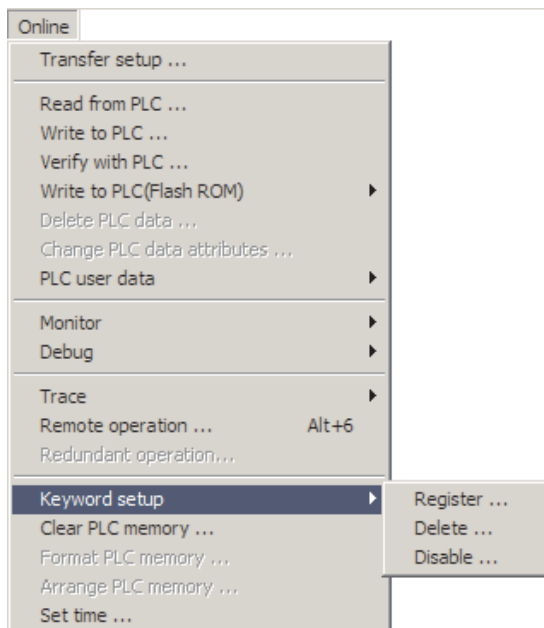 Online
Transfer setup ...
Read from PLC ...
Write to PLC ...
Verify with PLC ...
Write to PLC(Flash ROM)
Delete PLC data ...
Change PLC data attributes ...
PLC user data
Monitor
Debug
Trace
Remote operation ... Alt+6
Redundant operation...
Keyword setup
Register ...
Clear PLC memory ...
Delete ...
Format PLC memory ...
Disable ...
Arrange PLC memory ...
Set time ...